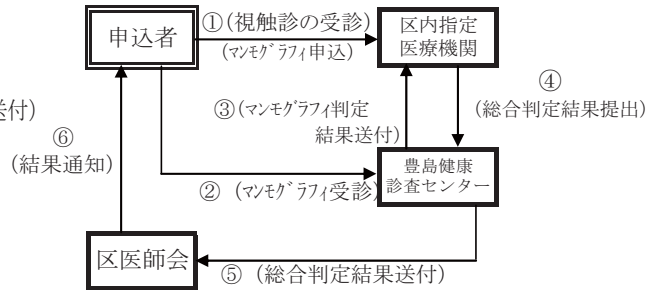 ①(視触診の受診)
申込者
(マンモグラフィ申込)
区内指定
医療機関
送付)
③(マンモグラフィ判定
結果送付)
④
(総合判定結果提出)
⑥
(結果通知)
②(マンモグラフィ受診)
豊島健康
診査センター
区医師会
⑤(総合判定結果送付)